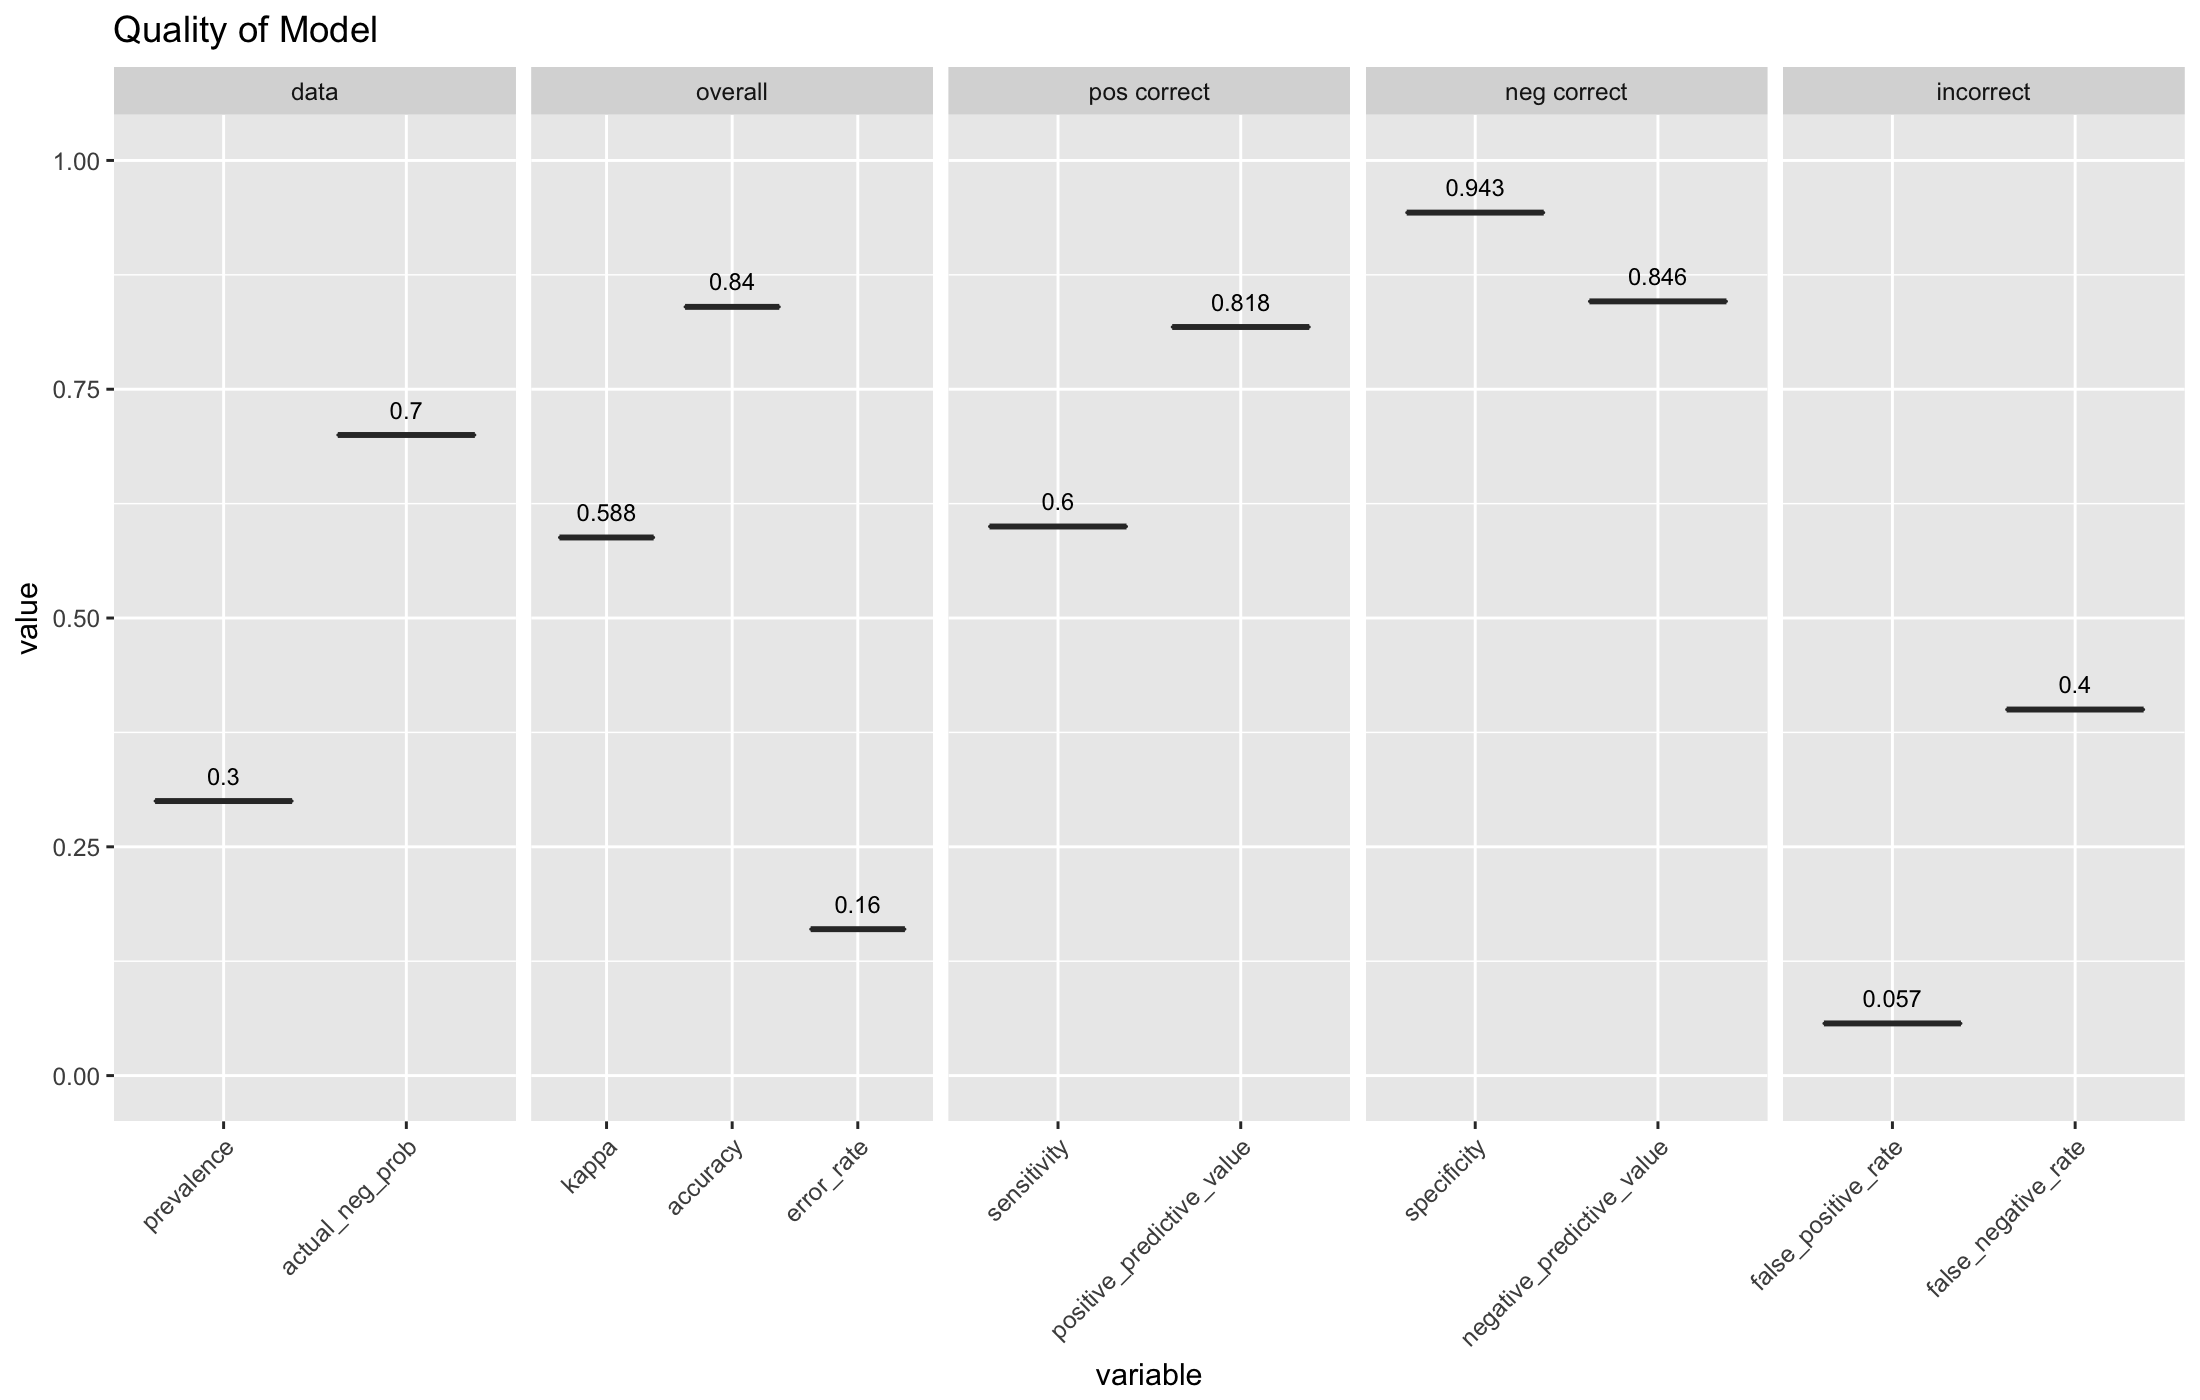 Quality of Model
data
overall
pos correct
neg correct
incorrect
value
1.00
0.75
0.50
0.25
0.00
0.3
0.7
0.588
0.84
0.16
0.6
0.818
0.943
0.846
0.057
0.4
prevalence
actual_neg_prob
kappa
accuracy
error_rate
sensitivity
positive_predictive_value
specificity
negative_predictive_value
false_positive_rate
false_negative_rate
variable